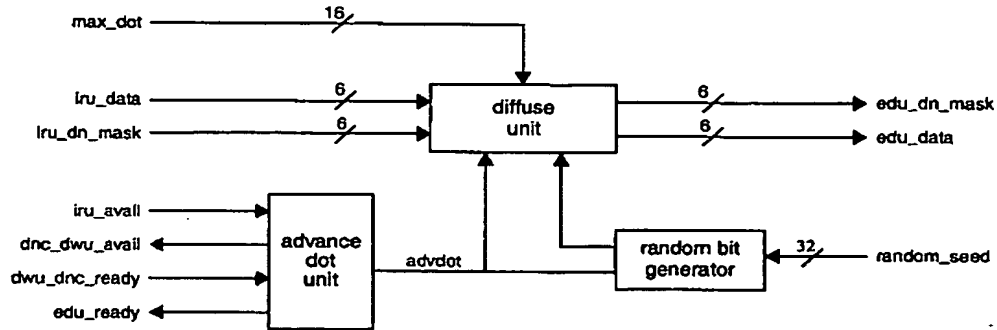 max_dot
16
iru_data
6
iru_dn_mask
6
diffuse
unit
6
edu_dn_mask
6
edu_data
iru_avail
dnc_dwu_avail
dwu_dnc_ready
edu_ready
advance
dot
unit
advdot
random bit
generator
32
random_seed